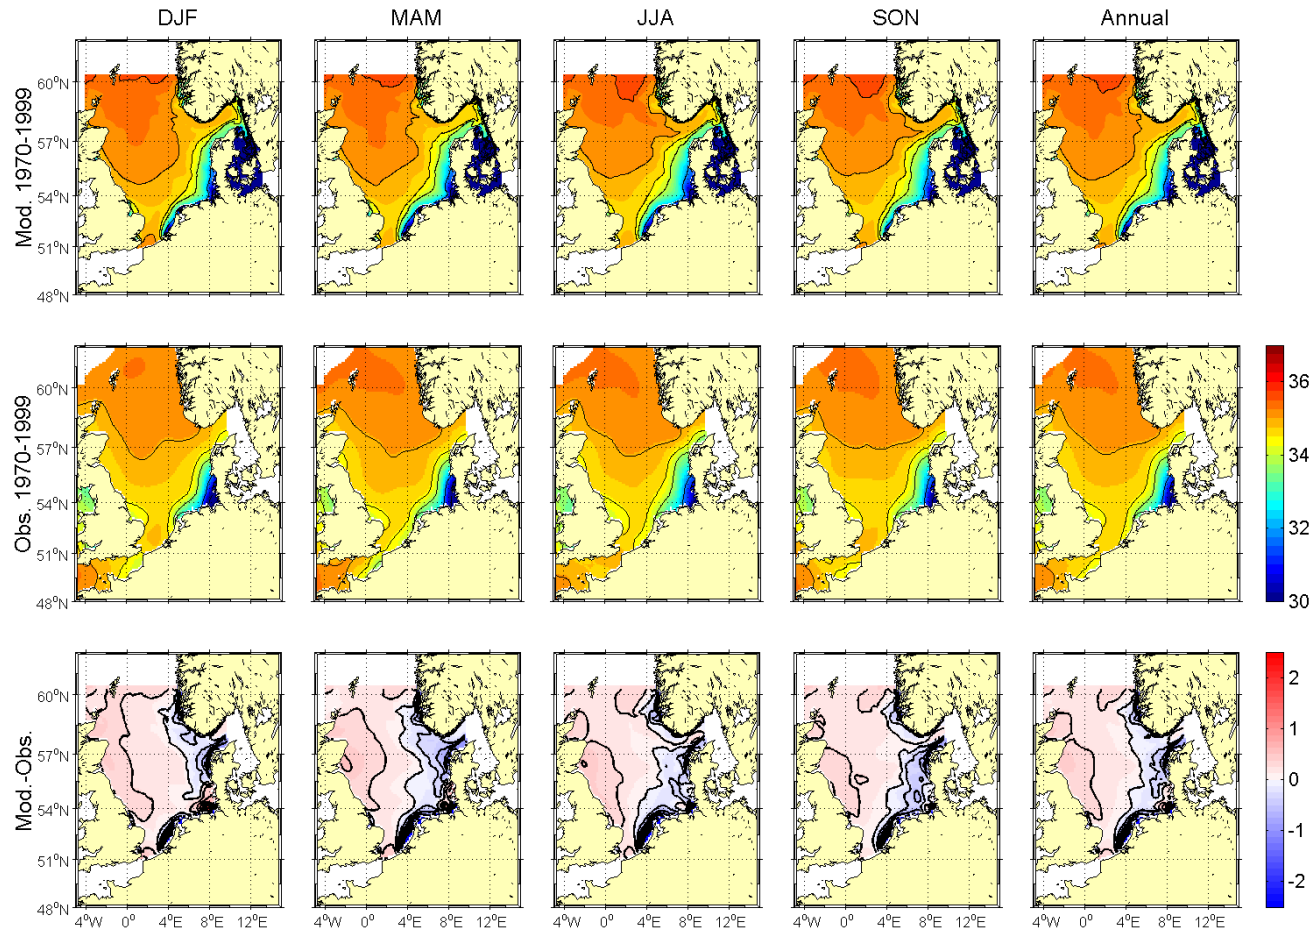 DJF MAM JJA SON Annual
Mod. 1970-1999
60°N
57°N
54°N
51°N
48°N
Obs. 1970-1999
60°N
57°N
54°N
51°N
48°N
36
34
32
30
Mod.-Obs.
60°N
57°N
54°N
51°N
48°N
2
1
0
-1
-2
4°W 0° 4°E 8°E 12°E 4°W 0° 4°E 8°E 12°E 4°W 0° 4°E 8°E 12°E 4°W 0° 4°E 8°E 12°E 4°W 0° 4°E 8°E 12°E